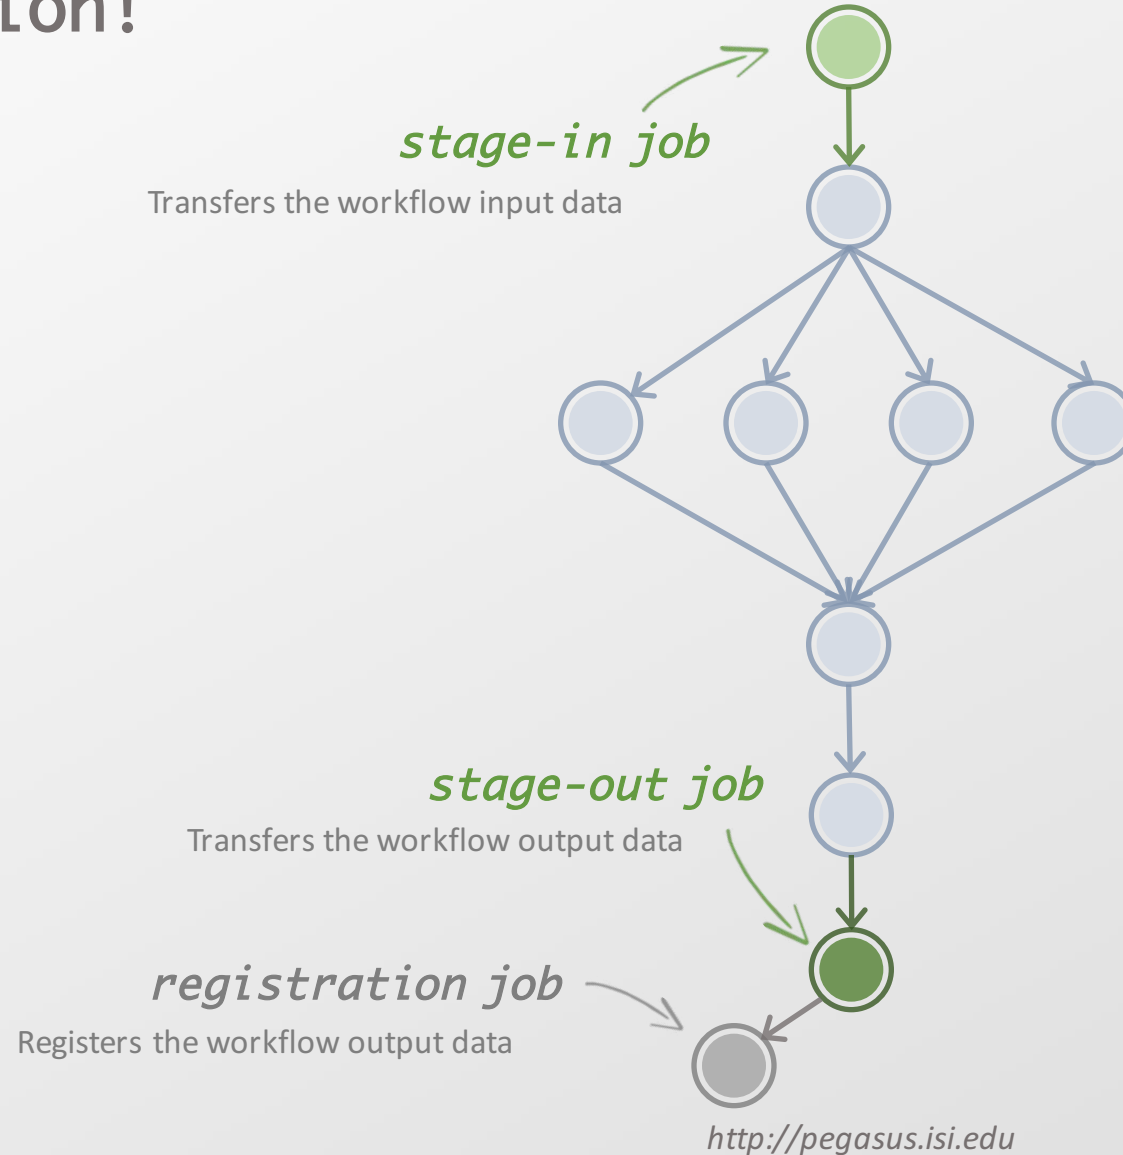 stage-in job
Transfers the workflow input data
stage-out job
Transfers the workflow output data
registration job
Registers the workflow output data
http://pegasus.isi.edu